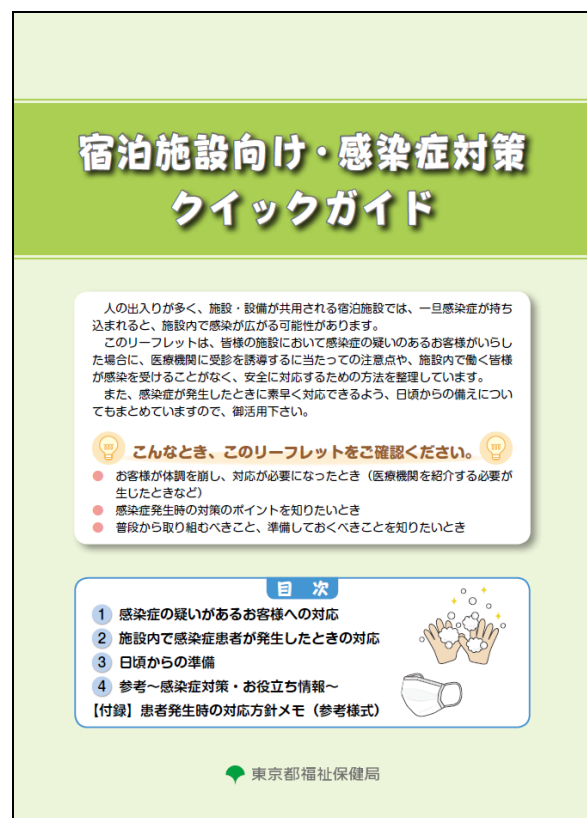 宿泊施設向け・感染症対策
クイックガイド
人の出入りが多く、施設・設備が共用される宿泊施設では、一旦感染症が持ち
込まれると、施設内で感染が広がる可能性があります。
このリーフレットは、皆様の施設において感染症の疑いのあるお客様がいらし
た場合に、医療機関に受診を誘導するに当たっての注意点や、施設内で働く皆様
が感染を受けることがなく、安全に対応するための方法を整理しています。
また、感染症が発生したときに素早く対応できるよう、日頃からの備えについ
てもまとめていますので、御活用下さい。
こんなとき、このリーフレットをご確認ください。
● お客様が体調を崩し、対応が必要になったとき（医療機関を紹介する必要が
生じたときなど）
● 感染症発生時の対策のポイントを知りたいとき
● 普段から取り組むべきこと、準備しておくべきことを知りたいとき
目 次
1 感染症の疑いがあるお客様への対応
2 施設内で感染症患者が発生したときの対応
3 日頃からの準備
4 参考～感染症対策・お役立ち情報～
【付録】患者発生時の対応方針メモ（参考様式）
東京都福祉保健局